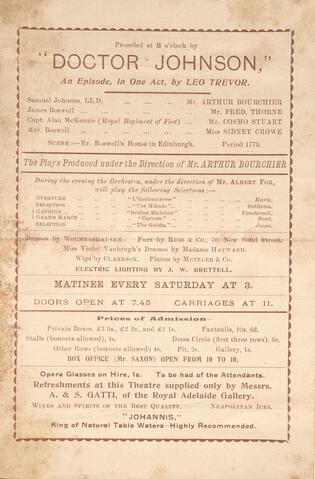 Preceded at 8 o'clock by
"DOCTOR JOHNSON,"
An Episode, in One Act, by LEO TREVOR.
Samuel Johnson, LL.D. ... ... ... ... Mr. ARTHUR BOURCHIER
James Boswell ... ... ... ... Mr. FRED. THORNE
Capt. Alan McKenzie (Royal Regiment of Foot) ... Mr. COSMO STUART
Mrs. Boswell ... ... ... ... Miss SIDNEY CROWE
SCENE:—Mr. Boswell's House in Edinburgh. Period 1773.
The Plays Produced under the Direction of Mr. ARTHUR BOURCHIER
During the evening the Orchestra, under the direction of Mr. ALBERT FOX,
will play the following Selections:—
OVERTURE ... "L'Enchantresse" ... ...
SELECTION ... "The Mikado" ... ... Sullivan.
GAVOTTE ... "Schöne Mädchen" ... ...
GRAND MARCH ... "Carmen" ... ...
SELECTION ... "The Geisha" ... ... Jones.
Dresses by WORMERSHAUSEN. Furs by RUSS & Co., 70 New Bond Street.
Miss Violet Vanbrugh's Dresses by Madame HAYWARD.
Wigs by CLARKSON. Pianos by METZLER & Co.
ELECTRIC LIGHTING BY J. W. BRETTELL.
MATINEE EVERY SATURDAY AT 3.
DOORS OPEN AT 7.45 CARRIAGES AT 11.
Prices of Admission—
Private Boxes, £3 3s., £2 2s., and £1 1s. Fauteuils, 10s. 6d.
Stalls (bonnets allowed), 4s. Dress Circle (first three rows), 6s.
Other Rows (bonnets allowed) 4s. Pit, 2s. Gallery, 1s.
BOX OFFICE (Mr. SAXON) OPEN FROM 10 TO 10.
Opera Glasses on Hire, 1s. To be had of the Attendants.
Refreshments at this Theatre supplied only by Messrs.
A. & S. GATTI, of the Royal Adelaide Gallery.
WINES AND SPIRITS OF THE BEST QUALITY. NEAPOLITAN ICES.
"JOHANNIS,"
King of Natural Table Waters—Highly Recommended.